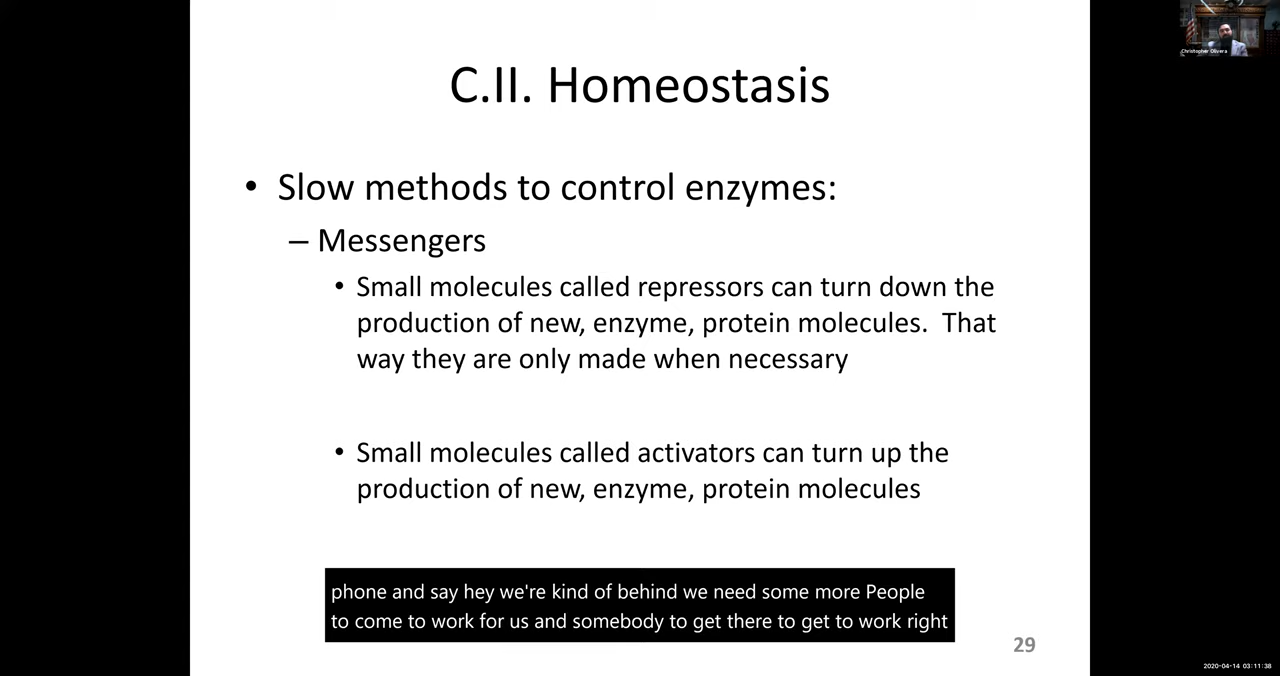 Christopher Olivera
C.II. Homeostasis
• Slow methods to control enzymes:
– Messengers
• Small molecules called repressors can turn down the
production of new, enzyme, protein molecules.  That
way they are only made when necessary
• Small molecules called activators can turn up the
production of new, enzyme, protein molecules
phone and say hey we're kind of behind we need some more People
to come to work for us and somebody to get there to get to work right
29
2020-04-14 03:11:38